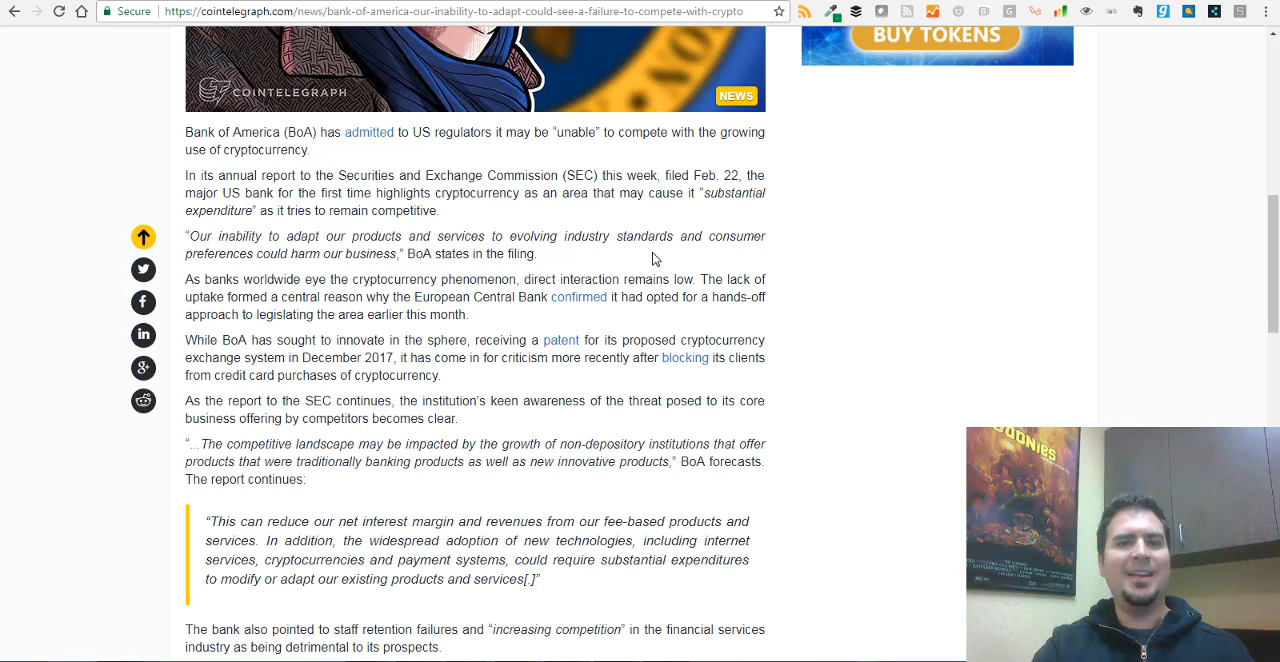 Secure
https://cointelegraph.com/news/bank-of-america-our-inability-to-adapt-could-see-a-failure-to-compete-with-crypto
BUY TOKENS
COINTELEGRAPH
NEWS
Bank of America (BoA) has admitted to US regulators it may be “unable” to compete with the growing
use of cryptocurrency.
In its annual report to the Securities and Exchange Commission (SEC) this week, filed Feb. 22, the
major US bank for the first time highlights cryptocurrency as an area that may cause it “substantial
expenditure” as it tries to remain competitive.
“Our inability to adapt our products and services to evolving industry standards and consumer
preferences could harm our business,” BoA states in the filing.
As banks worldwide eye the cryptocurrency phenomenon, direct interaction remains low. The lack of
uptake formed a central reason why the European Central Bank confirmed it had opted for a hands-off
approach to legislating the area earlier this month.
While BoA has sought to innovate in the sphere, receiving a patent for its proposed cryptocurrency
exchange system in December 2017, it has come in for criticism more recently after blocking its clients
from credit card purchases of cryptocurrency.
As the report to the SEC continues, the institution’s keen awareness of the threat posed to its core
business offering by competitors becomes clear.
“...The competitive landscape may be impacted by the growth of non-depository institutions that offer
products that were traditionally banking products as well as new innovative products,” BoA forecasts.
The report continues:
“This can reduce our net interest margin and revenues from our fee-based products and
services. In addition, the widespread adoption of new technologies, including internet
services, cryptocurrencies and payment systems, could require substantial expenditures
to modify or adapt our existing products and services[.]”
The bank also pointed to staff retention failures and “increasing competition” in the financial services
industry as being detrimental to its prospects.
GOONIES